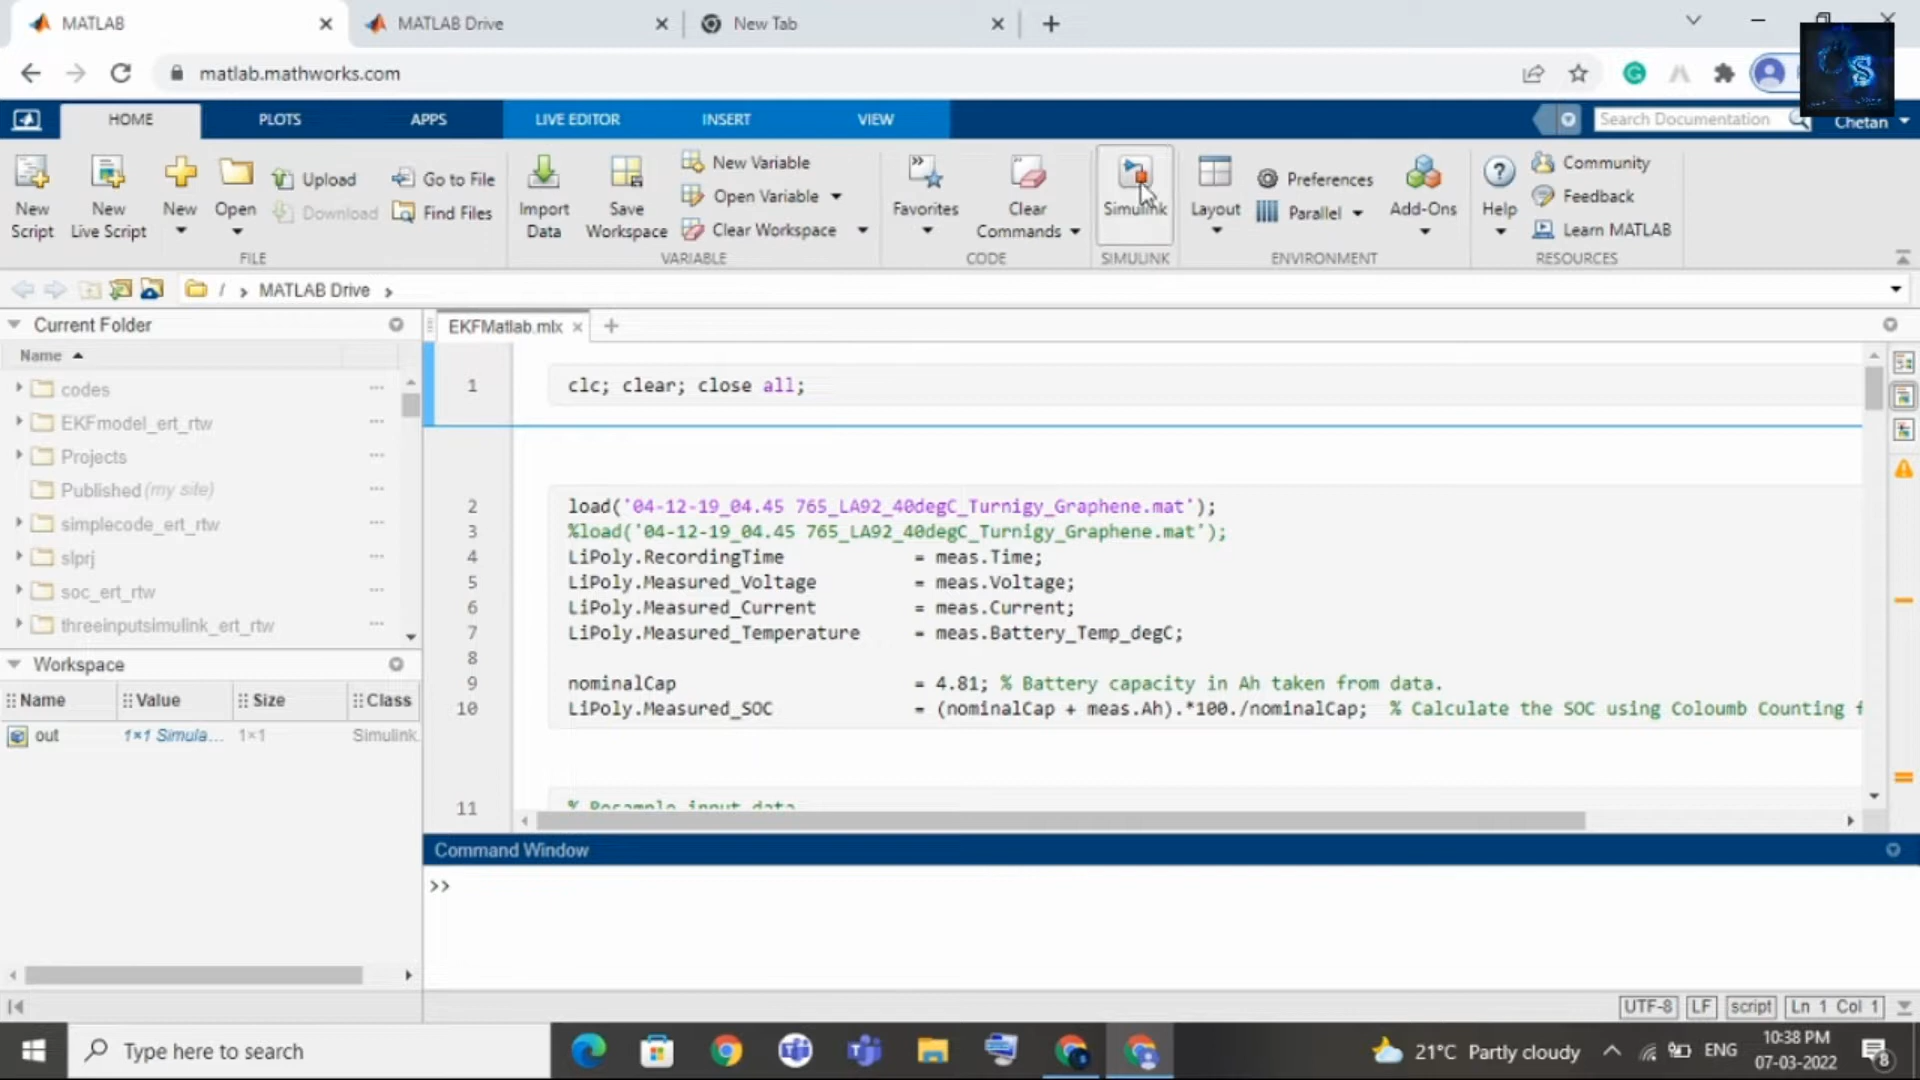 MATLAB
MATLAB Drive
New Tab
matlab.mathworks.com
HOME
PLOTS
APPS
LIVE EDITOR
INSERT
VIEW
Search Documentation
Chetan
New Script
New Live Script
New
Open
Upload
Download
Go to File
Find Files
FILE
Import Data
Save Workspace
New Variable
Open Variable
Clear Workspace
VARIABLE
Favorites
Clear Commands
CODE
Simulink
SIMULINK
Layout
Preferences
Parallel
Add-Ons
ENVIRONMENT
Help
Community
Feedback
Learn MATLAB
RESOURCES
/ › MATLAB Drive ›
Current Folder
Name
codes
EKFmodel_ert_rtw
Projects
Published (my site)
simplecode_ert_rtw
slprj
soc_ert_rtw
threeinputsimulink_ert_rtw
Workspace
Name Value Size Class
out 1×1 Simula... 1×1 Simulink.
EKFMatlab.mlx
1 clc; clear; close all;
2 load('04-12-19_04.45 765_LA92_40degC_Turnigy_Graphene.mat');
3 %load('04-12-19_04.45 765_LA92_40degC_Turnigy_Graphene.mat');
4 LiPoly.RecordingTime = meas.Time;
5 LiPoly.Measured_Voltage = meas.Voltage;
6 LiPoly.Measured_Current = meas.Current;
7 LiPoly.Measured_Temperature = meas.Battery_Temp_degC;
8
9 nominalCap = 4.81; % Battery capacity in Ah taken from data.
10 LiPoly.Measured_SOC = (nominalCap + meas.Ah).*100./nominalCap; % Calculate the SOC using Coloumb Counting f
11 % Resample input data
Command Window
>>
UTF-8 LF script Ln 1 Col 1
Type here to search
21°C Partly cloudy
ENG
10:38 PM
07-03-2022
8